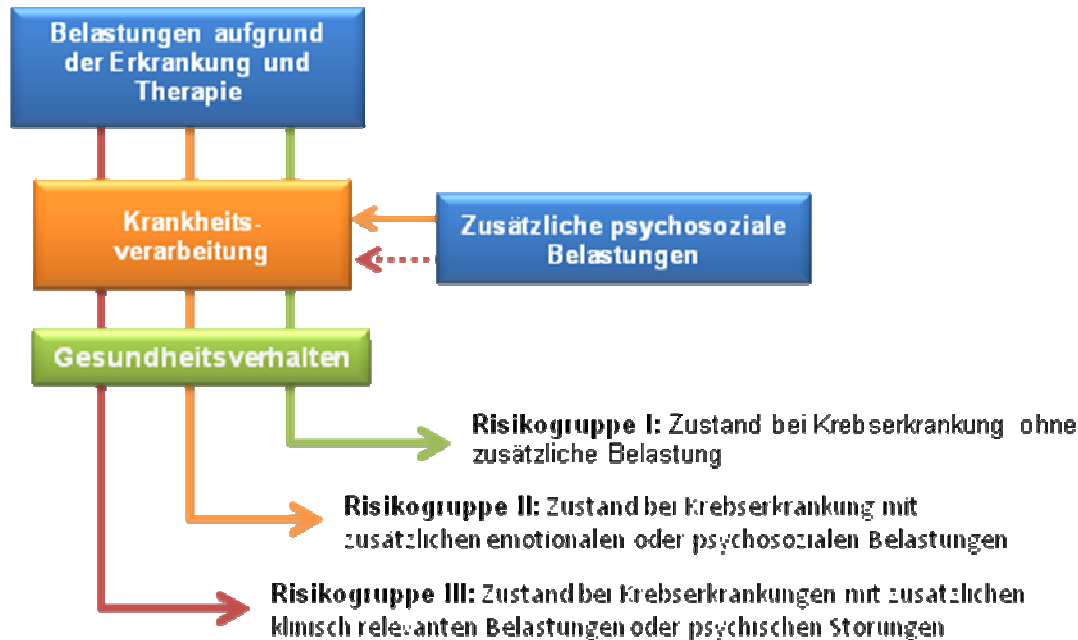 Belastungen aufgrund
der Erkrankung und
Therapie
Krankheits-
verarbeitung
Zusätzliche psychosoziale
Belastungen
Gesundheitsverhalten
Risikogruppe I: Zustand bei Krebserkrankung ohne
zusätzliche Belastung
Risikogruppe II: Zustand bei Krebserkrankung mit
zusätzlichen emotionalen oder psychosozialen Belastungen
Risikogruppe III: Zustand bei Krebserkrankungen mit zusätzlichen
klinisch relevanten Belastungen oder psychischen Störungen